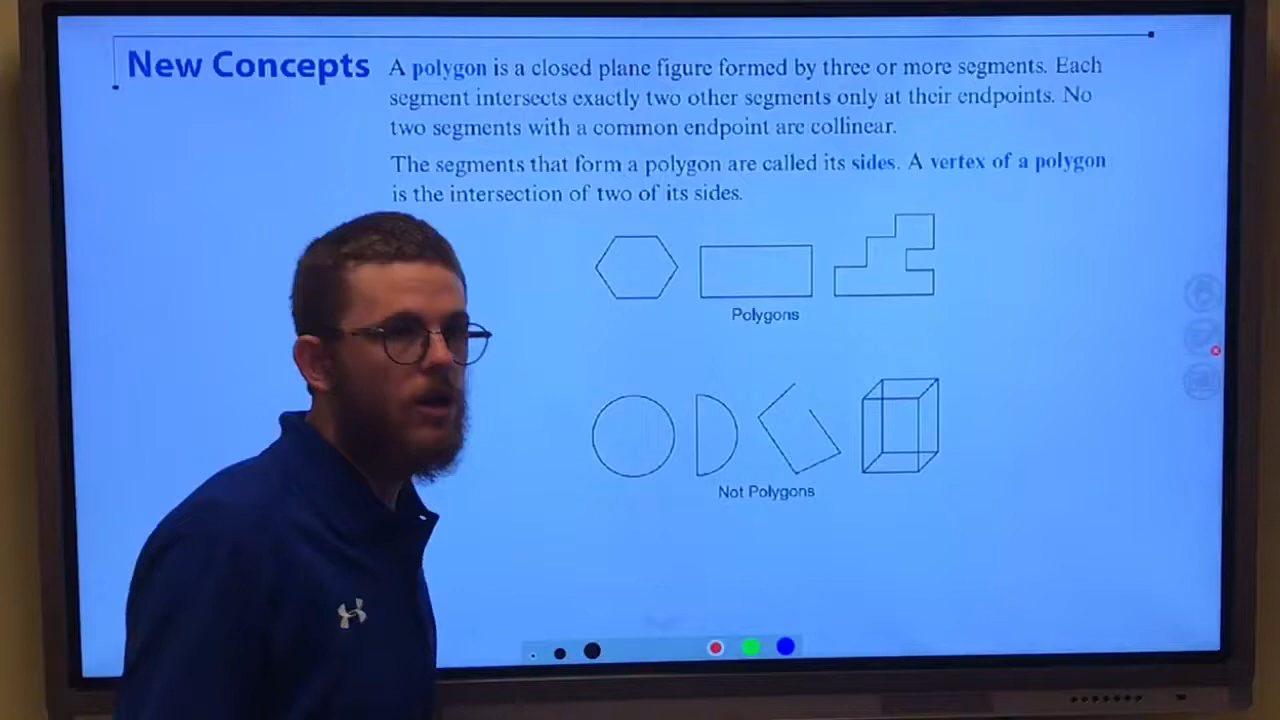 New Concepts
A polygon is a closed plane figure formed by three or more segments. Each
segment intersects exactly two other segments only at their endpoints. No
two segments with a common endpoint are collinear.
The segments that form a polygon are called its sides. A vertex of a polygon
is the intersection of two of its sides.
Polygons
Not Polygons